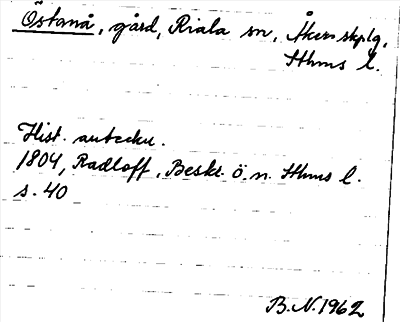 Östanå, gård, Riala sn, Åkers skplg,
Sthms l.
Hist. anteckn.
1804, Radloff, Beskr. ö. n. Sthms l.
s. 40
B.N. 1962